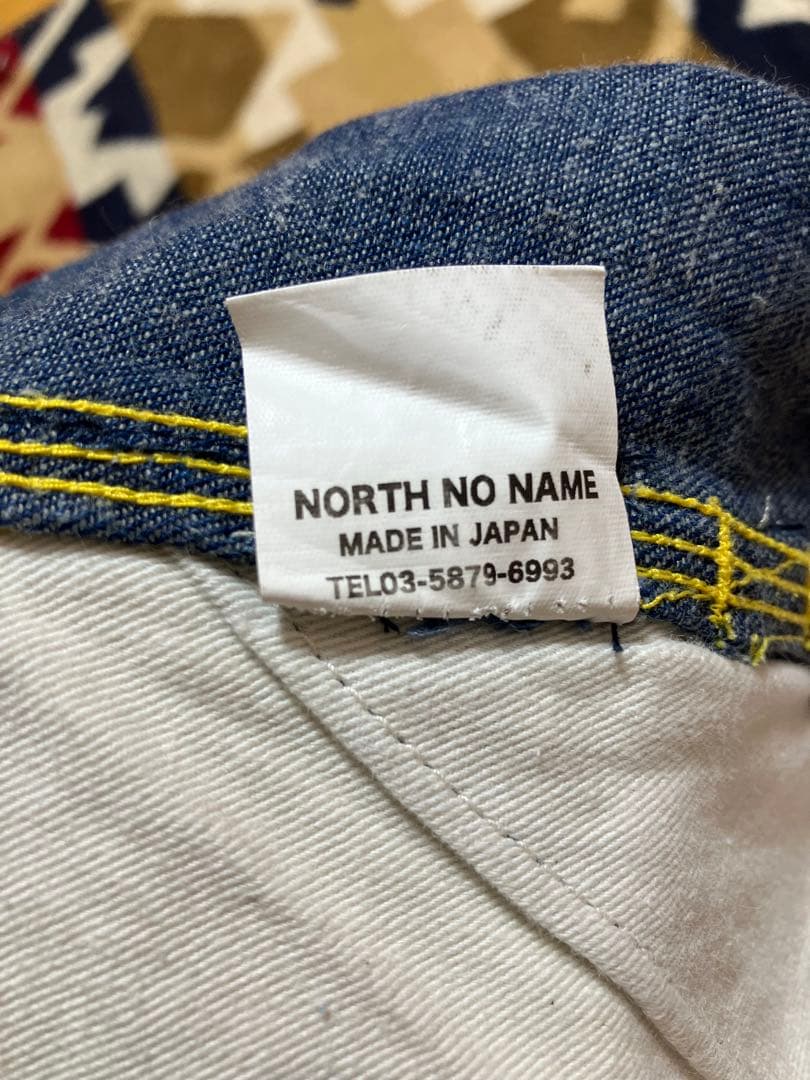 NORTH NO NAME
MADE IN JAPAN
TEL03-5879-6993